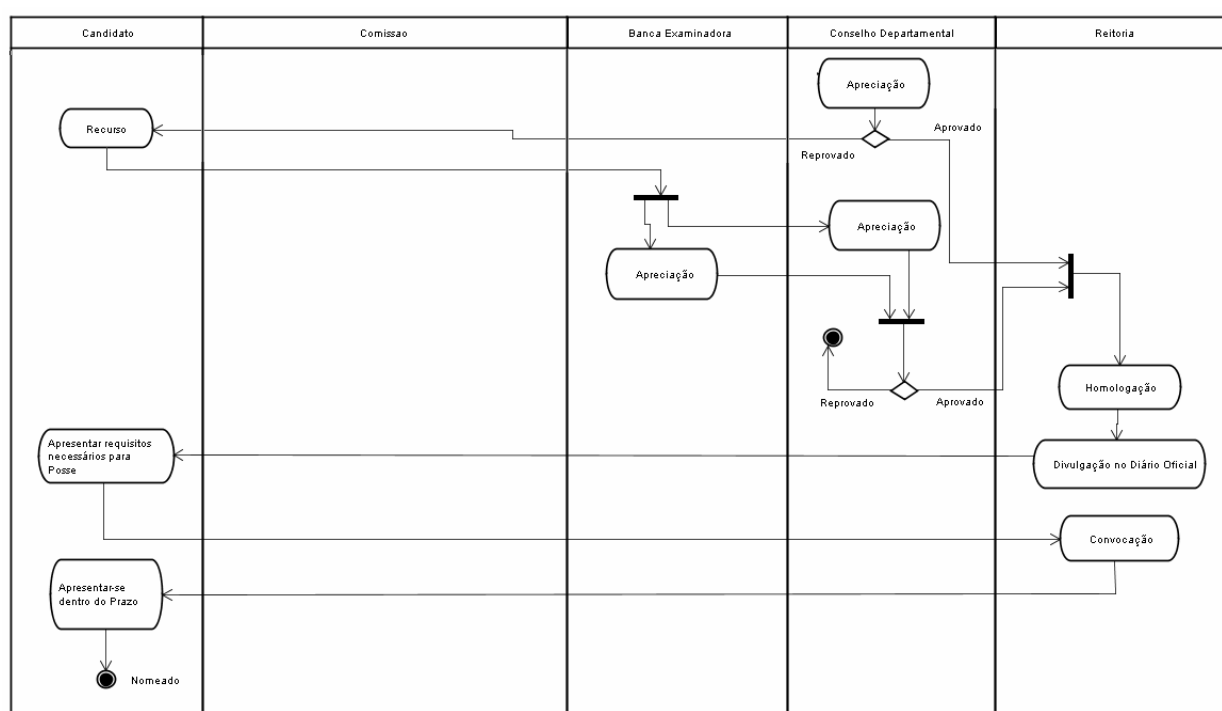 Candidato
Comissao
Banca Examinadora
Conselho Departamental
Reitoria
Apreciação
Recurso
Aprovado
Reprovado
Apreciação
Apreciação
Homologação
Reprovado
Aprovado
Apresentar requisitos
necessários para
Posse
Divulgação no Diário Oficial
Convocação
Apresentar-se
dentro do Prazo
Nomeado